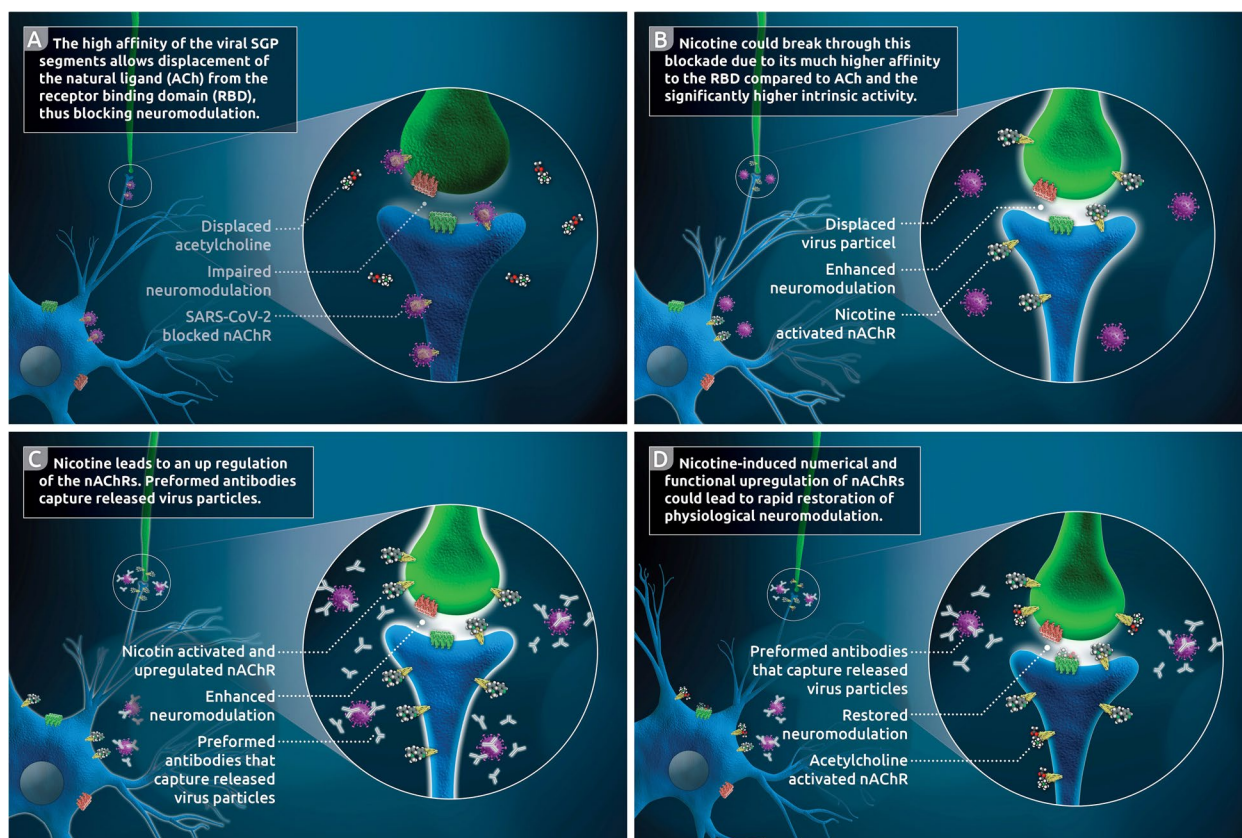 A The high affinity of the viral SGP
segments allows displacement of
the natural ligand (ACh) from the
receptor binding domain (RBD),
thus blocking neuromodulation.
Displaced
acetylcholine
Impaired
neuromodulation
SARS-CoV-2
blocked nAChR
B Nicotine could break through this
blockade due to its much higher affinity
to the RBD compared to ACh and the
significantly higher intrinsic activity.
Displaced
virus particel
Enhanced
neuromodulation
Nicotine
activated nAChR
C Nicotine leads to an up regulation
of the nAChRs. Preformed antibodies
capture released virus particles.
Nicotin activated and
upregulated nAChR
Enhanced
neuromodulation
Preformed
antibodies that
capture released
virus particles
D Nicotine-induced numerical and
functional upregulation of nAChRs
could lead to rapid restoration of
physiological neuromodulation.
Preformed antibodies
that capture released
virus particles
Restored
neuromodulation
Acetylcholine
activated nAChR